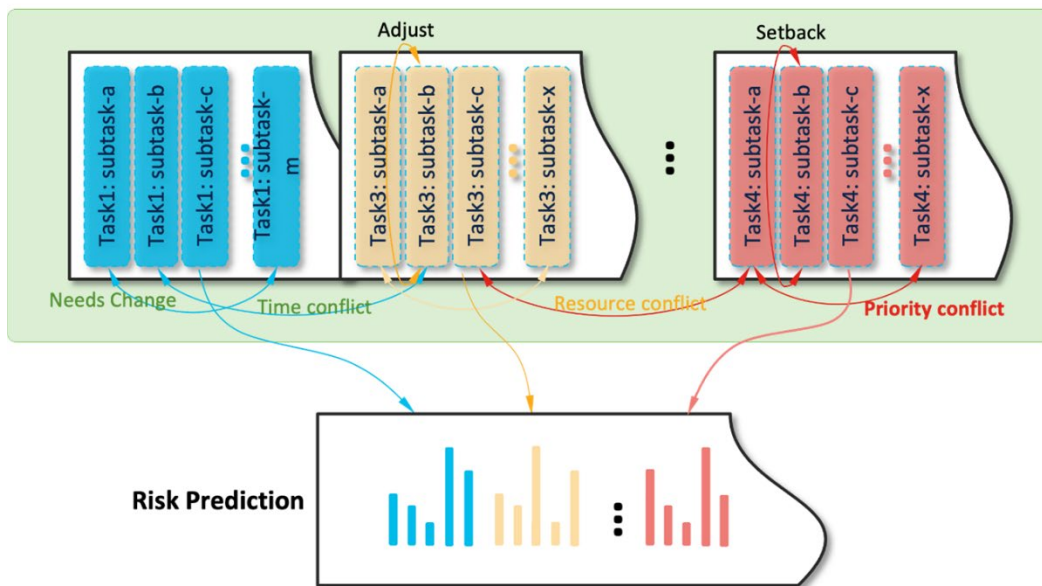 Adjust
Setback
Task1: subtask-a
Task1: subtask-b
Task1: subtask-c
Task1: subtask-
m
Task3: subtask-a
Task3: subtask-b
Task3: subtask-c
Task3: subtask-x
Task4: subtask-a
Task4: subtask-b
Task4: subtask-c
Task4: subtask-x
Needs Change
Time conflict
Resource conflict
Priority conflict
Risk Prediction